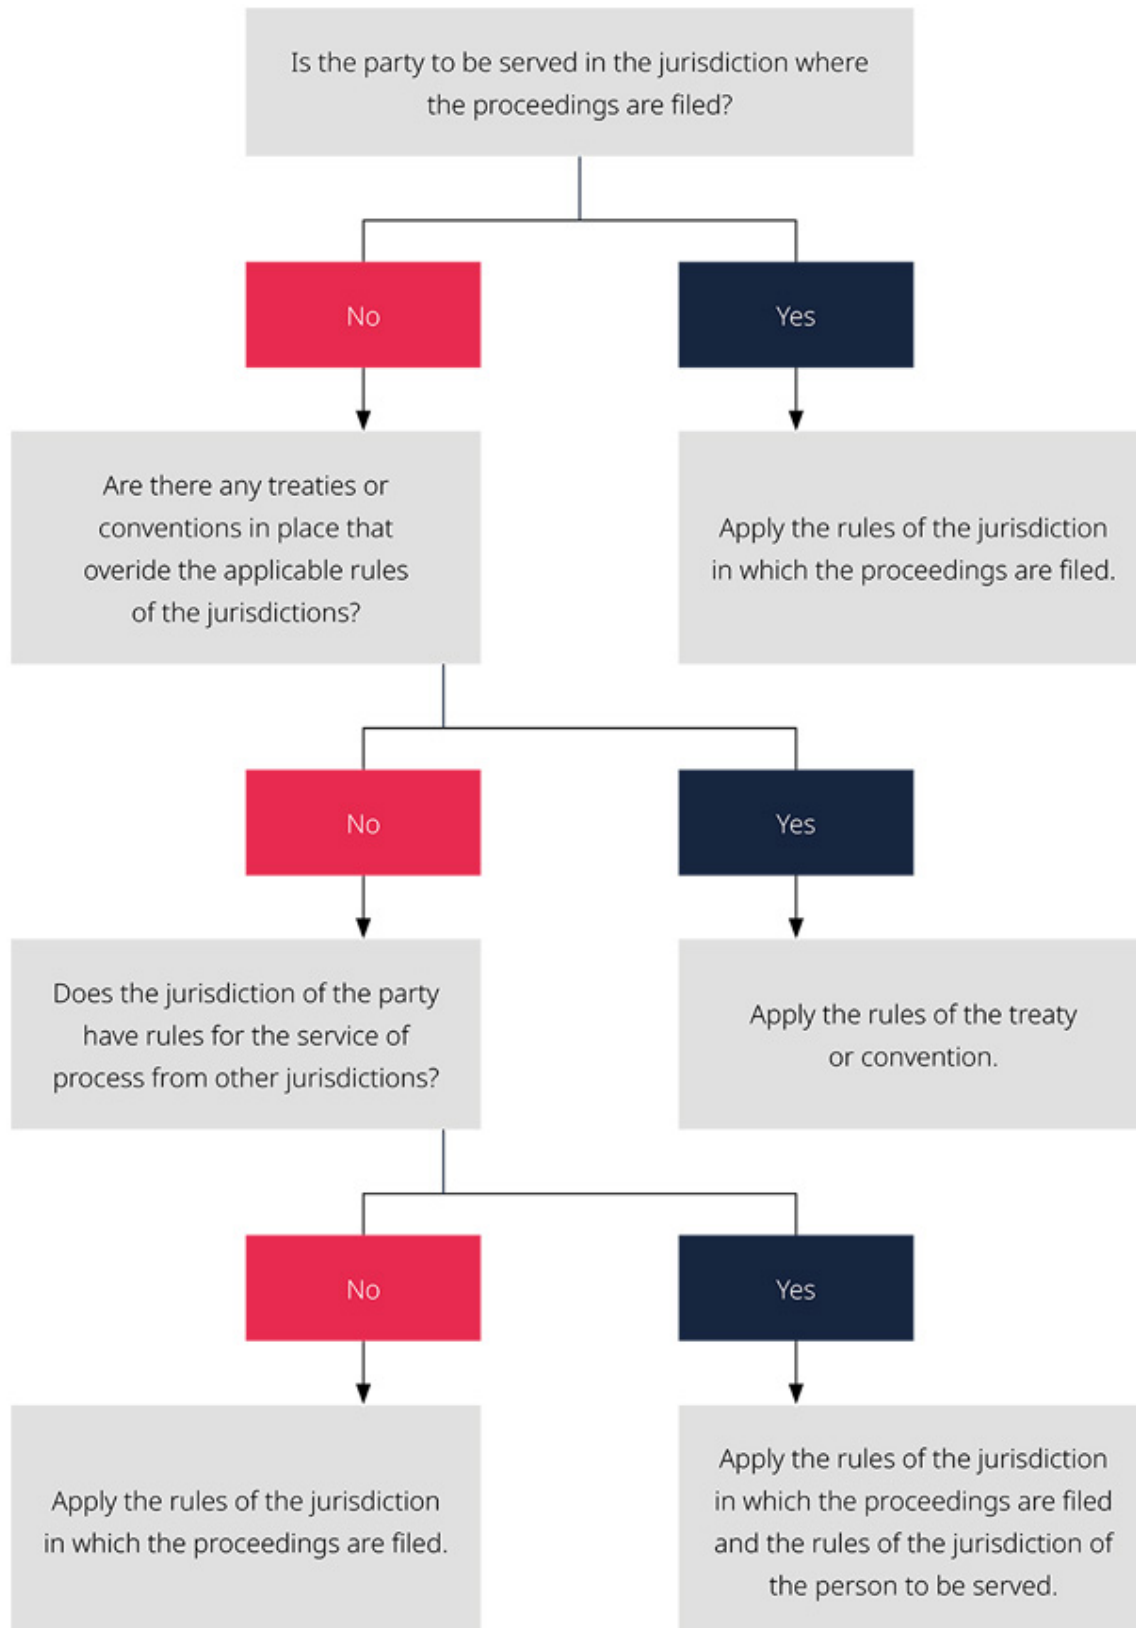 Is the party to be served in the jurisdiction where
the proceedings are filed?
No
Yes
Are there any treaties or
conventions in place that
overide the applicable rules
of the jurisdictions?
Apply the rules of the jurisdiction
in which the proceedings are filed.
No
Yes
Does the jurisdiction of the party
have rules for the service of
process from other jurisdictions?
Apply the rules of the treaty
or convention.
No
Yes
Apply the rules of the jurisdiction
in which the proceedings are filed.
Apply the rules of the jurisdiction
in which the proceedings are filed
and the rules of the jurisdiction of
the person to be served.